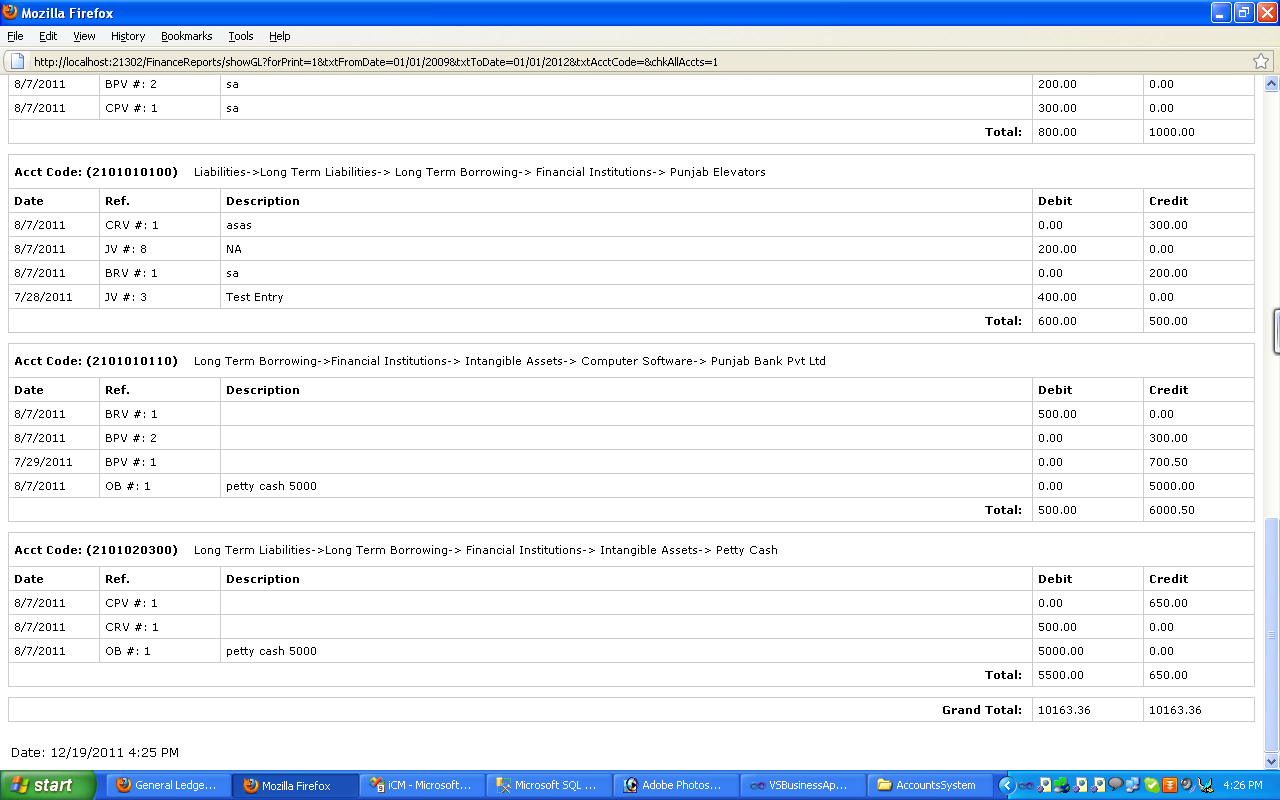 Mozilla Firefox
File Edit View History Bookmarks Tools Help
http://localhost:21302/FinanceReports/showGL?forPrint=1&txtFromDate=01/01/2009&txtToDate=01/01/2012&txtAcctCode=&chkAllAccts=1
8/7/2011 BPV #: 2 sa 200.00 0.00
8/7/2011 CPV #: 1 sa 300.00 0.00
Total: 800.00 1000.00
Acct Code: (2101010100) Liabilities->Long Term Liabilities-> Long Term Borrowing-> Financial Institutions-> Punjab Elevators
Date Ref. Description Debit Credit
8/7/2011 CRV #: 1 asas 0.00 300.00
8/7/2011 JV #: 8 NA 200.00 0.00
8/7/2011 BRV #: 1 sa 0.00 200.00
7/28/2011 JV #: 3 Test Entry 400.00 0.00
Total: 600.00 500.00
Acct Code: (2101010110) Long Term Borrowing->Financial Institutions-> Intangible Assets-> Computer Software-> Punjab Bank Pvt Ltd
Date Ref. Description Debit Credit
8/7/2011 BRV #: 1 500.00 0.00
8/7/2011 BPV #: 2 0.00 300.00
7/29/2011 BPV #: 1 0.00 700.50
8/7/2011 OB #: 1 petty cash 5000 0.00 5000.00
Total: 500.00 6000.50
Acct Code: (2101020300) Long Term Liabilities->Long Term Borrowing-> Financial Institutions-> Intangible Assets-> Petty Cash
Date Ref. Description Debit Credit
8/7/2011 CPV #: 1 0.00 650.00
8/7/2011 CRV #: 1 500.00 0.00
8/7/2011 OB #: 1 petty cash 5000 5000.00 0.00
Total: 5500.00 650.00
Grand Total: 10163.36 10163.36
Date: 12/19/2011 4:25 PM
start General Ledge... Mozilla Firefox iCM - Microsoft... Microsoft SQL ... Adobe Photos... VSBusinessAp... AccountsSystem 4:26 PM